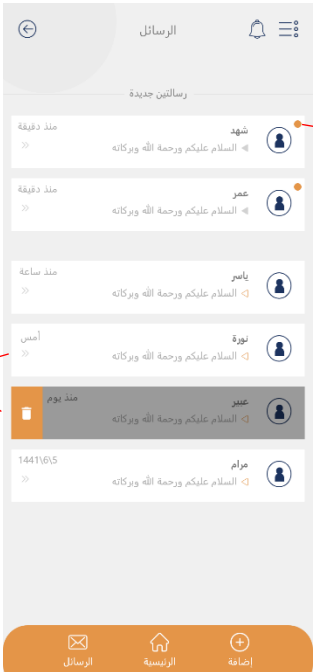 الرسائل
رسالتين جديدة
شهد
منذ دقيقة
السلام عليكم ورحمة الله وبركاته
عمر
منذ دقيقة
السلام عليكم ورحمة الله وبركاته
ياسر
منذ ساعة
السلام عليكم ورحمة الله وبركاته
نورة
أمس
السلام عليكم ورحمة الله وبركاته
عبير
منذ يوم
السلام عليكم ورحمة الله وبركاته
مرام
1441\6\5
السلام عليكم ورحمة الله وبركاته
إضافة
الرئيسية
الرسائل